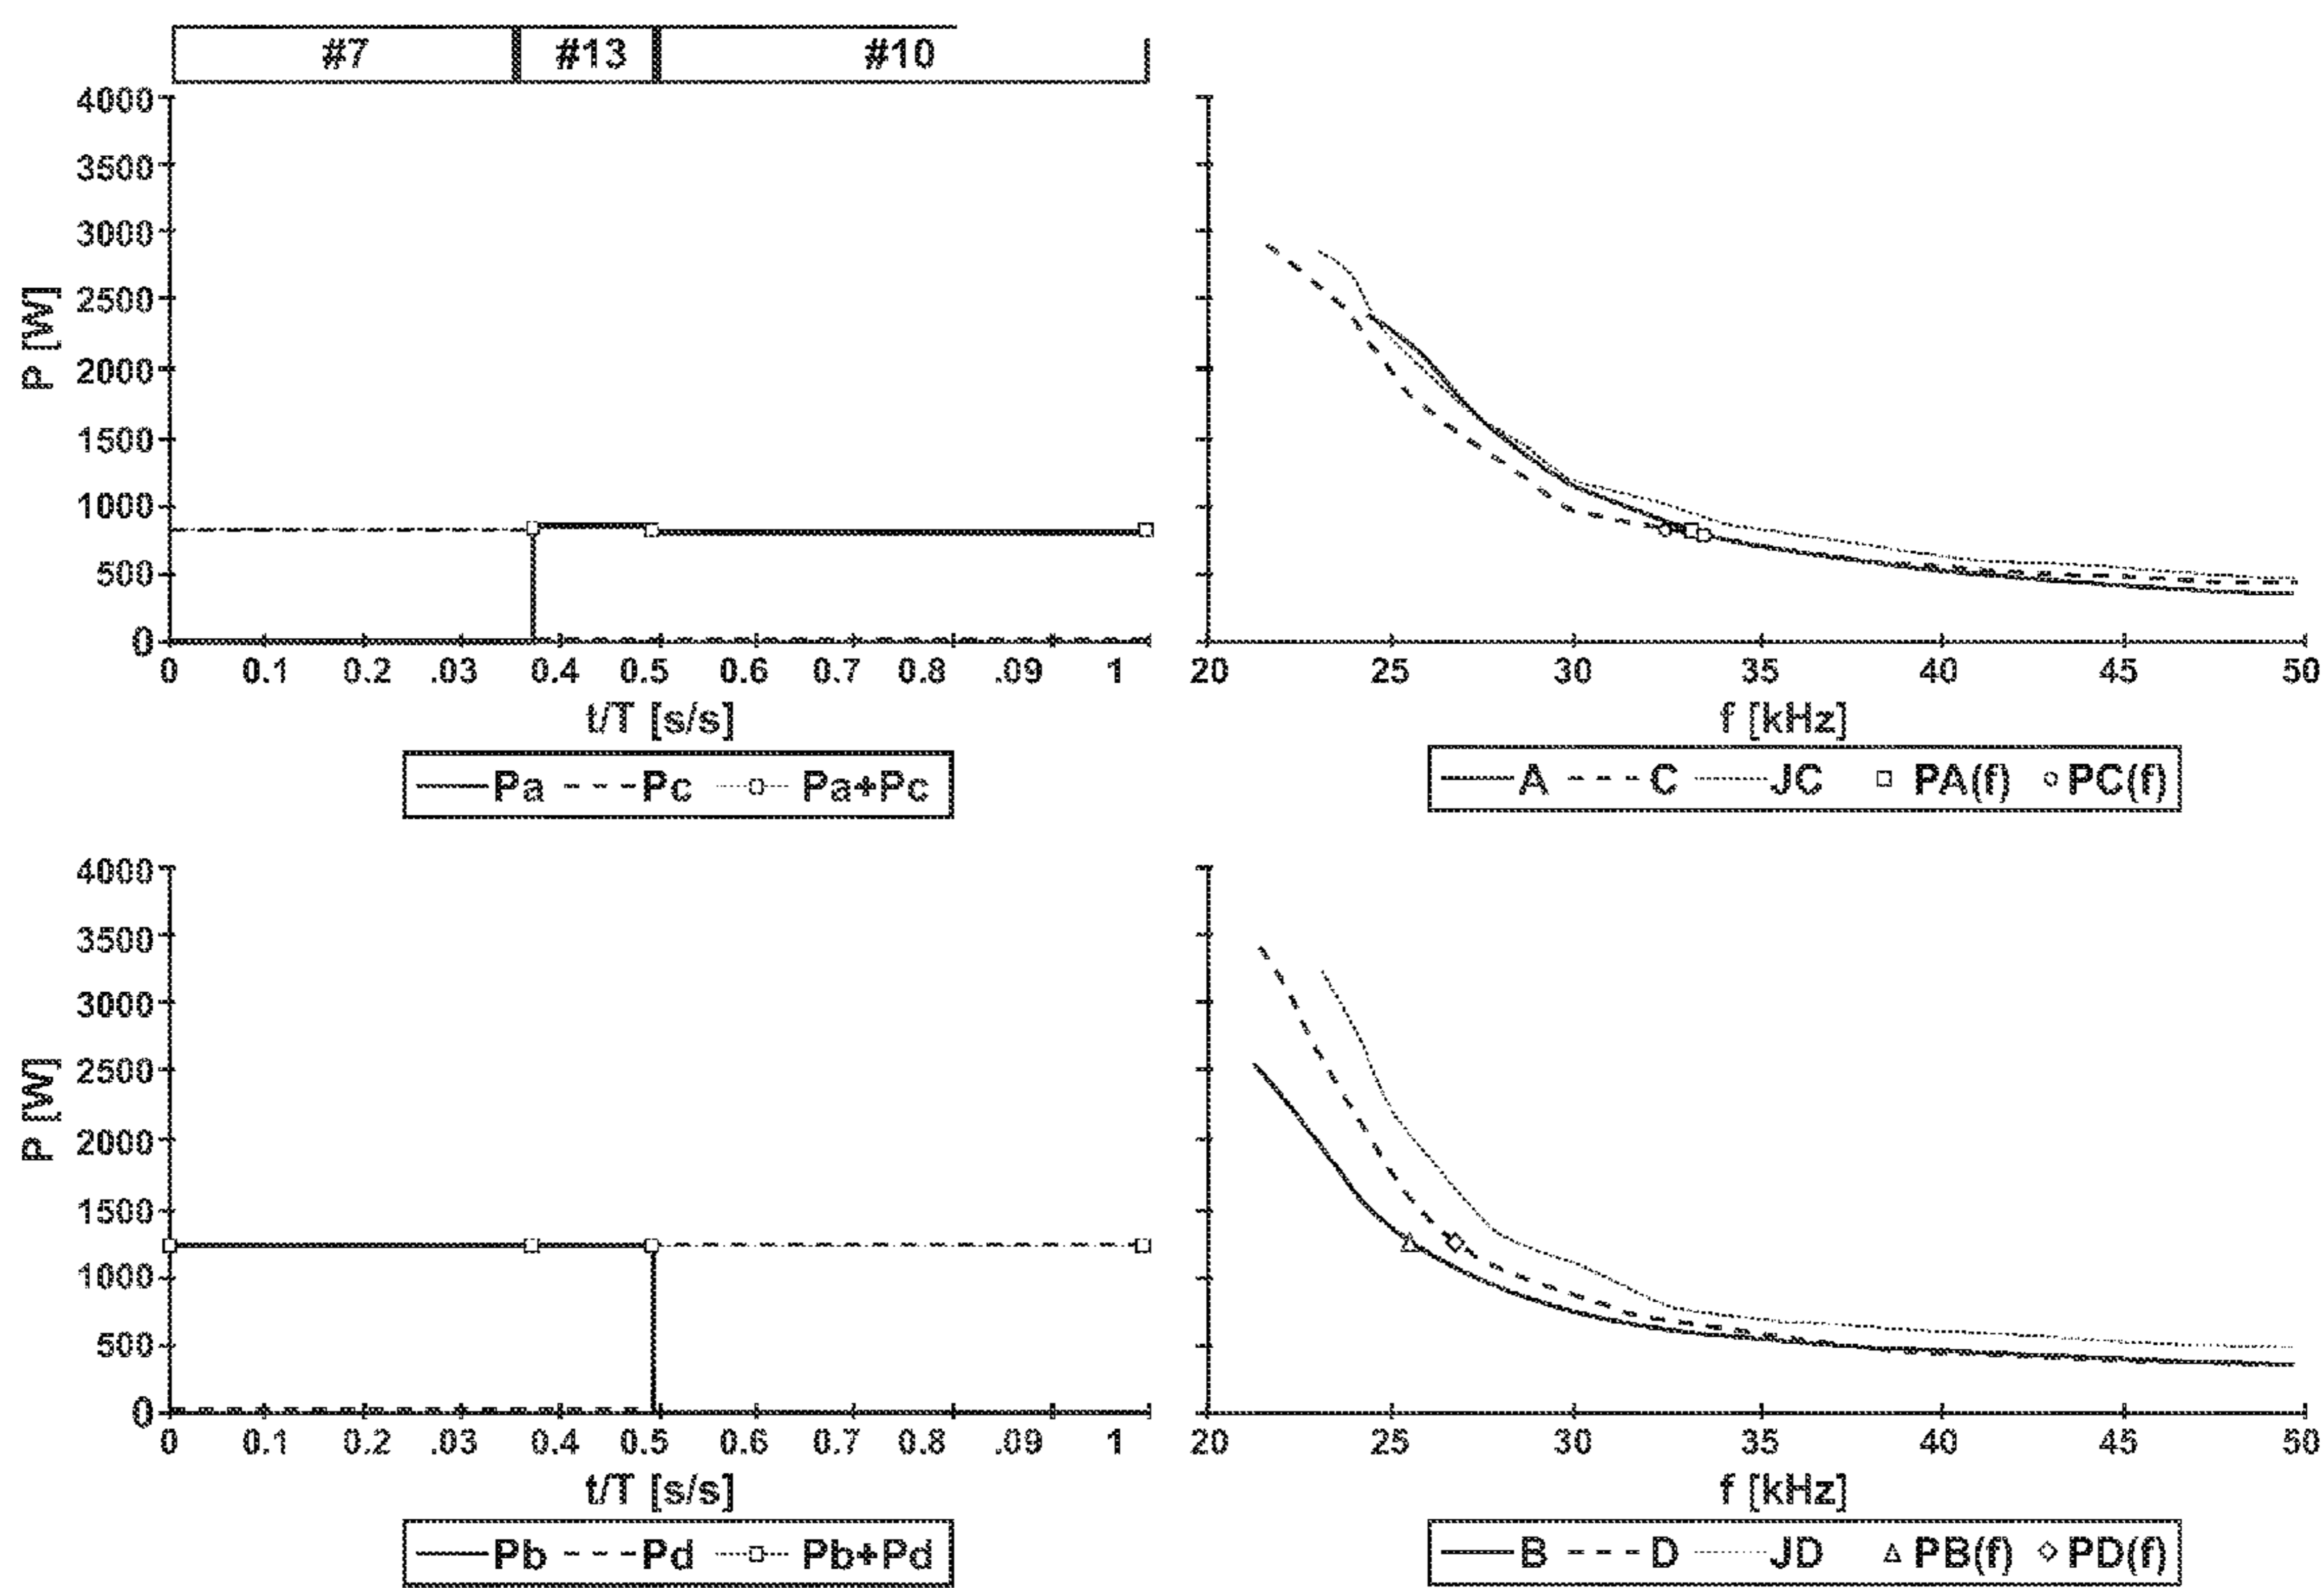 #7 #13 #10
4000
3500
3000
2500
2000
1500
1000
500
0
P [W]
0 0.1 0.2 .03 0.4 0.5 0.6 0.7 0.8 .09 1
t/T [s/s]
Pa Pc Pa+Pc
20 25 30 35 40 45 50
f [kHz]
A C JC PA(f) PC(f)
4000
3500
3000
2500
2000
1500
1000
500
0
P [W]
0 0.1 0.2 .03 0.4 0.5 0.6 0.7 0.8 .09 1
t/T [s/s]
Pb Pd Pb+Pd
20 25 30 35 40 45 50
f [kHz]
B D JD PB(f) PD(f)